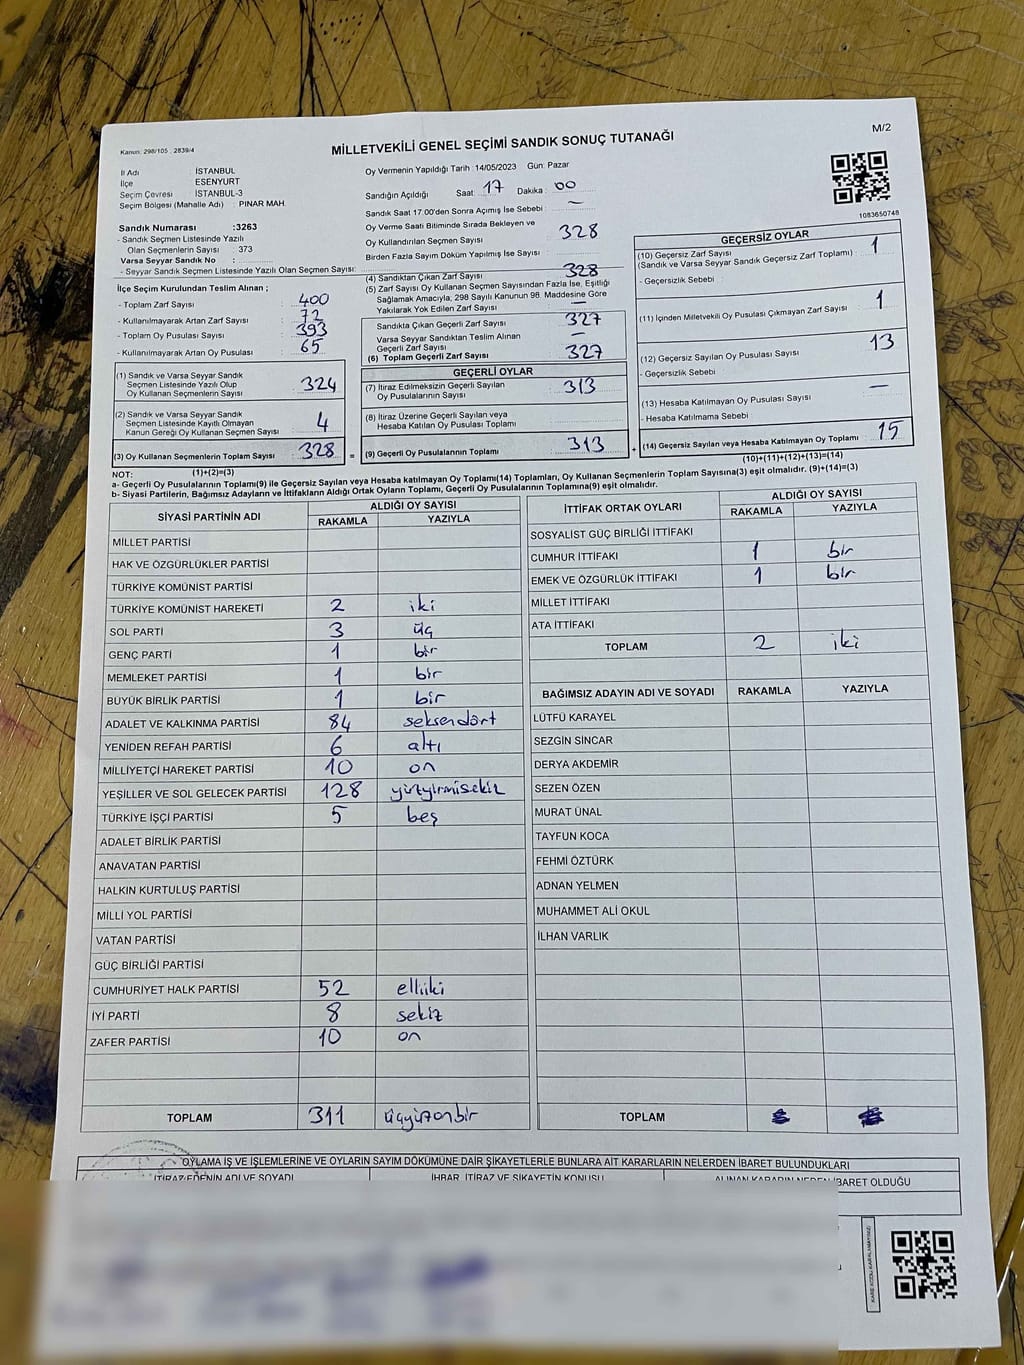 M/2
Kanun: 298/105 , 2839/4
MİLLETVEKİLİ GENEL SEÇİMİ SANDIK SONUÇ TUTANAĞI
İl Adı : İSTANBUL
İlçe : ESENYURT
Seçim Çevresi : İSTANBUL-3
Seçim Bölgesi (Mahalle Adı) : PINAR MAH.
Oy Vermenin Yapıldığı Tarih : 14/05/2023 Gün: Pazar
Sandığın Açıldığı Saat: 17 Dakika : 00
Sandık Saat 17.00'den Sonra Açımış İse Sebebi : —
Oy Verme Saati Bitiminde Sırada Bekleyen ve
Oy Kullandırılan Seçmen Sayısı 328
Birden Fazla Sayım Döküm Yapılmış İse Sayısı :
1083650748
Sandık Numarası :3263
- Sandık Seçmen Listesinde Yazılı
Olan Seçmenlerin Sayısı : 373
Varsa Seyyar Sandık No :
- Seyyar Sandık Seçmen Listesinde Yazılı Olan Seçmen Sayısı:
İlçe Seçim Kurulundan Teslim Alınan ;
- Toplam Zarf Sayısı : 400
- Kullanılmayarak Artan Zarf Sayısı : 72
- Toplam Oy Pusulası Sayısı : 393
- Kullanılmayarak Artan Oy Pusulası : 65
(1) Sandık ve Varsa Seyyar Sandık
Seçmen Listesinde Yazılı Olup
Oy Kullanan Seçmenlerin Sayısı 324
(2) Sandık ve Varsa Seyyar Sandık
Seçmen Listesinde Kayıtlı Olmayan
Kanun Gereği Oy Kullanan Seçmen Sayısı 4
(3) Oy Kullanan Seçmenlerin Toplam Sayısı 328 =
(1)+(2)=(3)
(4) Sandıktan Çıkan Zarf Sayısı 328
(5) Zarf Sayısı Oy Kullanan Seçmen Sayısından Fazla İse, Eşitliği
Sağlamak Amacıyla, 298 Sayılı Kanunun 98. Maddesine Göre
Yakılarak Yok Edilen Zarf Sayısı —
Sandıkta Çıkan Geçerli Zarf Sayısı 327
Varsa Seyyar Sandıktan Teslim Alınan
Geçerli Zarf Sayısı —
(6) Toplam Geçerli Zarf Sayısı 327
GEÇERLİ OYLAR
(7) İtiraz Edilmeksizin Geçerli Sayılan
Oy Pusulalarının Sayısı : 313
(8) İtiraz Üzerine Geçerli Sayılan veya
Hesaba Katılan Oy Pusulası Toplamı :
(9) Geçerli Oy Pusulalarının Toplamı 313 +
GEÇERSİZ OYLAR
(10) Geçersiz Zarf Sayısı
(Sandık ve Varsa Seyyar Sandık Geçersiz Zarf Toplamı) : 1
- Geçersizlik Sebebi :
(11) İçinden Milletvekili Oy Pusulası Çıkmayan Zarf Sayısı 1
(12) Geçersiz Sayılan Oy Pusulası Sayısı 13
- Geçersizlik Sebebi
(13) Hesaba Katılmayan Oy Pusulası Sayısı —
- Hesaba Katılmama Sebebi :
(14) Geçersiz Sayılan veya Hesaba Katılmayan Oy Toplamı 15
(10)+(11)+(12)+(13)=(14)
NOT:
a- Geçerli Oy Pusulalarının Toplamı(9) ile Geçersiz Sayılan veya Hesaba Katılmayan Oy Toplamı(14) Toplamları, Oy Kullanan Seçmenlerin Toplam Sayısına(3) eşit olmalıdır. (9)+(14)=(3)
b- Siyasi Partilerin, Bağımsız Adayların ve İttifakların Aldığı Ortak Oyların Toplamı, Geçerli Oy Pusulalarının Toplamına(9) eşit olmalıdır.
SİYASİ PARTİNİN ADI ALDIĞI OY SAYISI
RAKAMLA YAZIYLA
MİLLET PARTİSİ
HAK VE ÖZGÜRLÜKLER PARTİSİ
TÜRKİYE KOMÜNİST PARTİSİ
TÜRKİYE KOMÜNİST HAREKETİ 2 iki
SOL PARTİ 3 üç
GENÇ PARTİ 1 bir
MEMLEKET PARTİSİ 1 bir
BÜYÜK BİRLİK PARTİSİ 1 bir
ADALET VE KALKINMA PARTİSİ 84 seksendört
YENİDEN REFAH PARTİSİ 6 altı
MİLLİYETÇİ HAREKET PARTİSİ 10 on
YEŞİLLER VE SOL GELECEK PARTİSİ 128 yüzyirmisekiz
TÜRKİYE İŞÇİ PARTİSİ 5 beş
ADALET BİRLİK PARTİSİ
ANAVATAN PARTİSİ
HALKIN KURTULUŞ PARTİSİ
MİLLİ YOL PARTİSİ
VATAN PARTİSİ
GÜÇ BİRLİĞİ PARTİSİ
CUMHURİYET HALK PARTİSİ 52 elliiki
İYİ PARTİ 8 sekiz
ZAFER PARTİSİ 10 on
TOPLAM 311 üçyüzonbir
İTTİFAK ORTAK OYLARI ALDIĞI OY SAYISI
RAKAMLA YAZIYLA
SOSYALİST GÜÇ BİRLİĞİ İTTİFAKI
CUMHUR İTTİFAKI 1 bir
EMEK VE ÖZGÜRLÜK İTTİFAKI 1 bir
MİLLET İTTİFAKI
ATA İTTİFAKI
TOPLAM 2 iki
BAĞIMSIZ ADAYIN ADI VE SOYADI RAKAMLA YAZIYLA
LÜTFÜ KARAYEL
SEZGİN SİNCAR
DERYA AKDEMİR
SEZEN ÖZEN
MURAT ÜNAL
TAYFUN KOCA
FEHMİ ÖZTÜRK
ADNAN YELMEN
MUHAMMET ALİ OKUL
İLHAN VARLIK
TOPLAM
OYLAMA İŞ VE İŞLEMLERİNE VE OYLARIN SAYIM DÖKÜMÜNE DAİR ŞİKAYETLERLE BUNLARA AİT KARARLARIN NELERDEN İBARET BULUNDUKLARI
İTİRAZ EDENİN ADI VE SOYADI İHBAR, İTİRAZ VE ŞİKAYETİN KONUSU ALINAN KARARIN NEDEN İBARET OLDUĞU